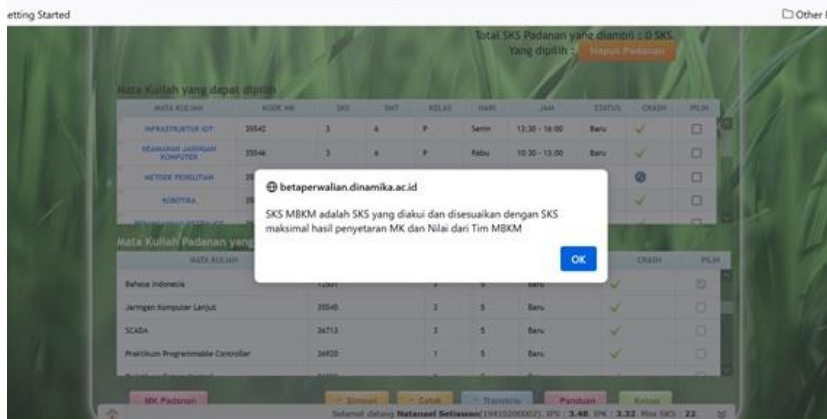 etting Started
Other
Total SKS Padanan yang diambil : 0 SKS.
Yang dipilih : Hapus Padanan
Mata Kuliah yang dapat dipilih
MATA KULIAH KODE MK SKS SMT KELAS HARI JAM STATUS CRASH PILIH
INFRASTRUKTUR IOT 35542 3 6 P Senin 13:30 - 16:00 Baru
KEAMANAN JARINGAN KOMPUTER 35546 3 6 P Rabu 10:30 - 13:00 Baru
METODE PENELITIAN
ROBOTIKA
betaperwalian.dinamika.ac.id
SKS MBKM adalah SKS yang diakui dan disesuaikan dengan SKS
maksimal hasil penyetaran MK dan Nilai dari Tim MBKM
OK
Mata Kuliah Padanan yang
MATA KULIAH CRASH PILIH
Bahasa Indonesia Baru
Jaringan Komputer Lanjut 35545 3 5 Baru
SCADA 36713 3 5 Baru
Praktikum Programmable Controller 36920 1 5 Baru
MK Padanan Simpan Cetak Transkrip Panduan Keluar
Selamat datang Natanael Setiawan(19410200002). IPS : 3.48. IPK : 3.32. Max SKS : 22.